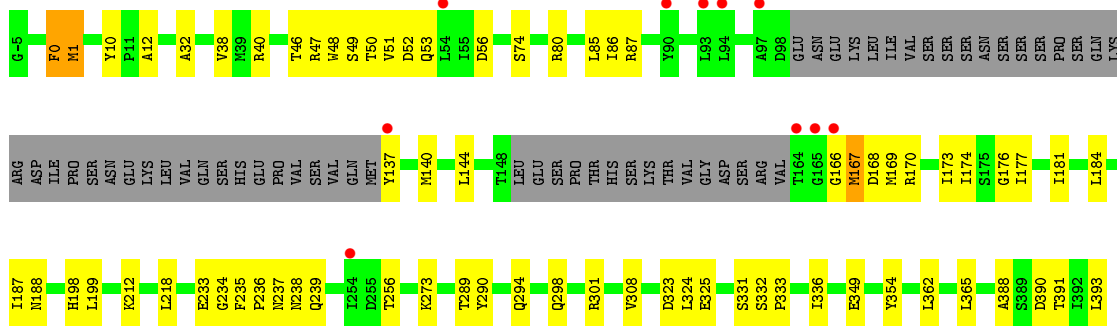 G-5 F0 M1 Y10 P11 A12 A32 V38 M39 R40 T46 R47 W48 S49 T50 V51 D52 Q53 L54 I55 D56 S74 R80 L85 I86 R87 Y90 L93 L94 A97 D98 GLU ASN GLU LYS LEU ILE VAL SER SER SER ASN SER SER SER PRO SER GLN LYS
ARG ASP ILE PRO SER ASN GLU LYS LEU VAL GLN SER HIS GLU PRO VAL SER VAL GLN MET Y137 M140 L144 T148 LEU GLU SER PRO THR HIS SER LYS THR VAL GLY ASP SER ARG VAL T164 G165 G166 M167 D168 M169 R170 I173 I174 S175 G176 I177 I181 L184
I187 N188 H198 L199 K212 L218 E233 G234 F235 P236 N237 N238 Q239 I254 D255 T256 K273 T289 Y290 Q294 Q298 R301 V308 D323 L324 E325 S331 S332 P333 I336 E349 Y354 L362 L365 A388 S389 D390 T391 I392 L393